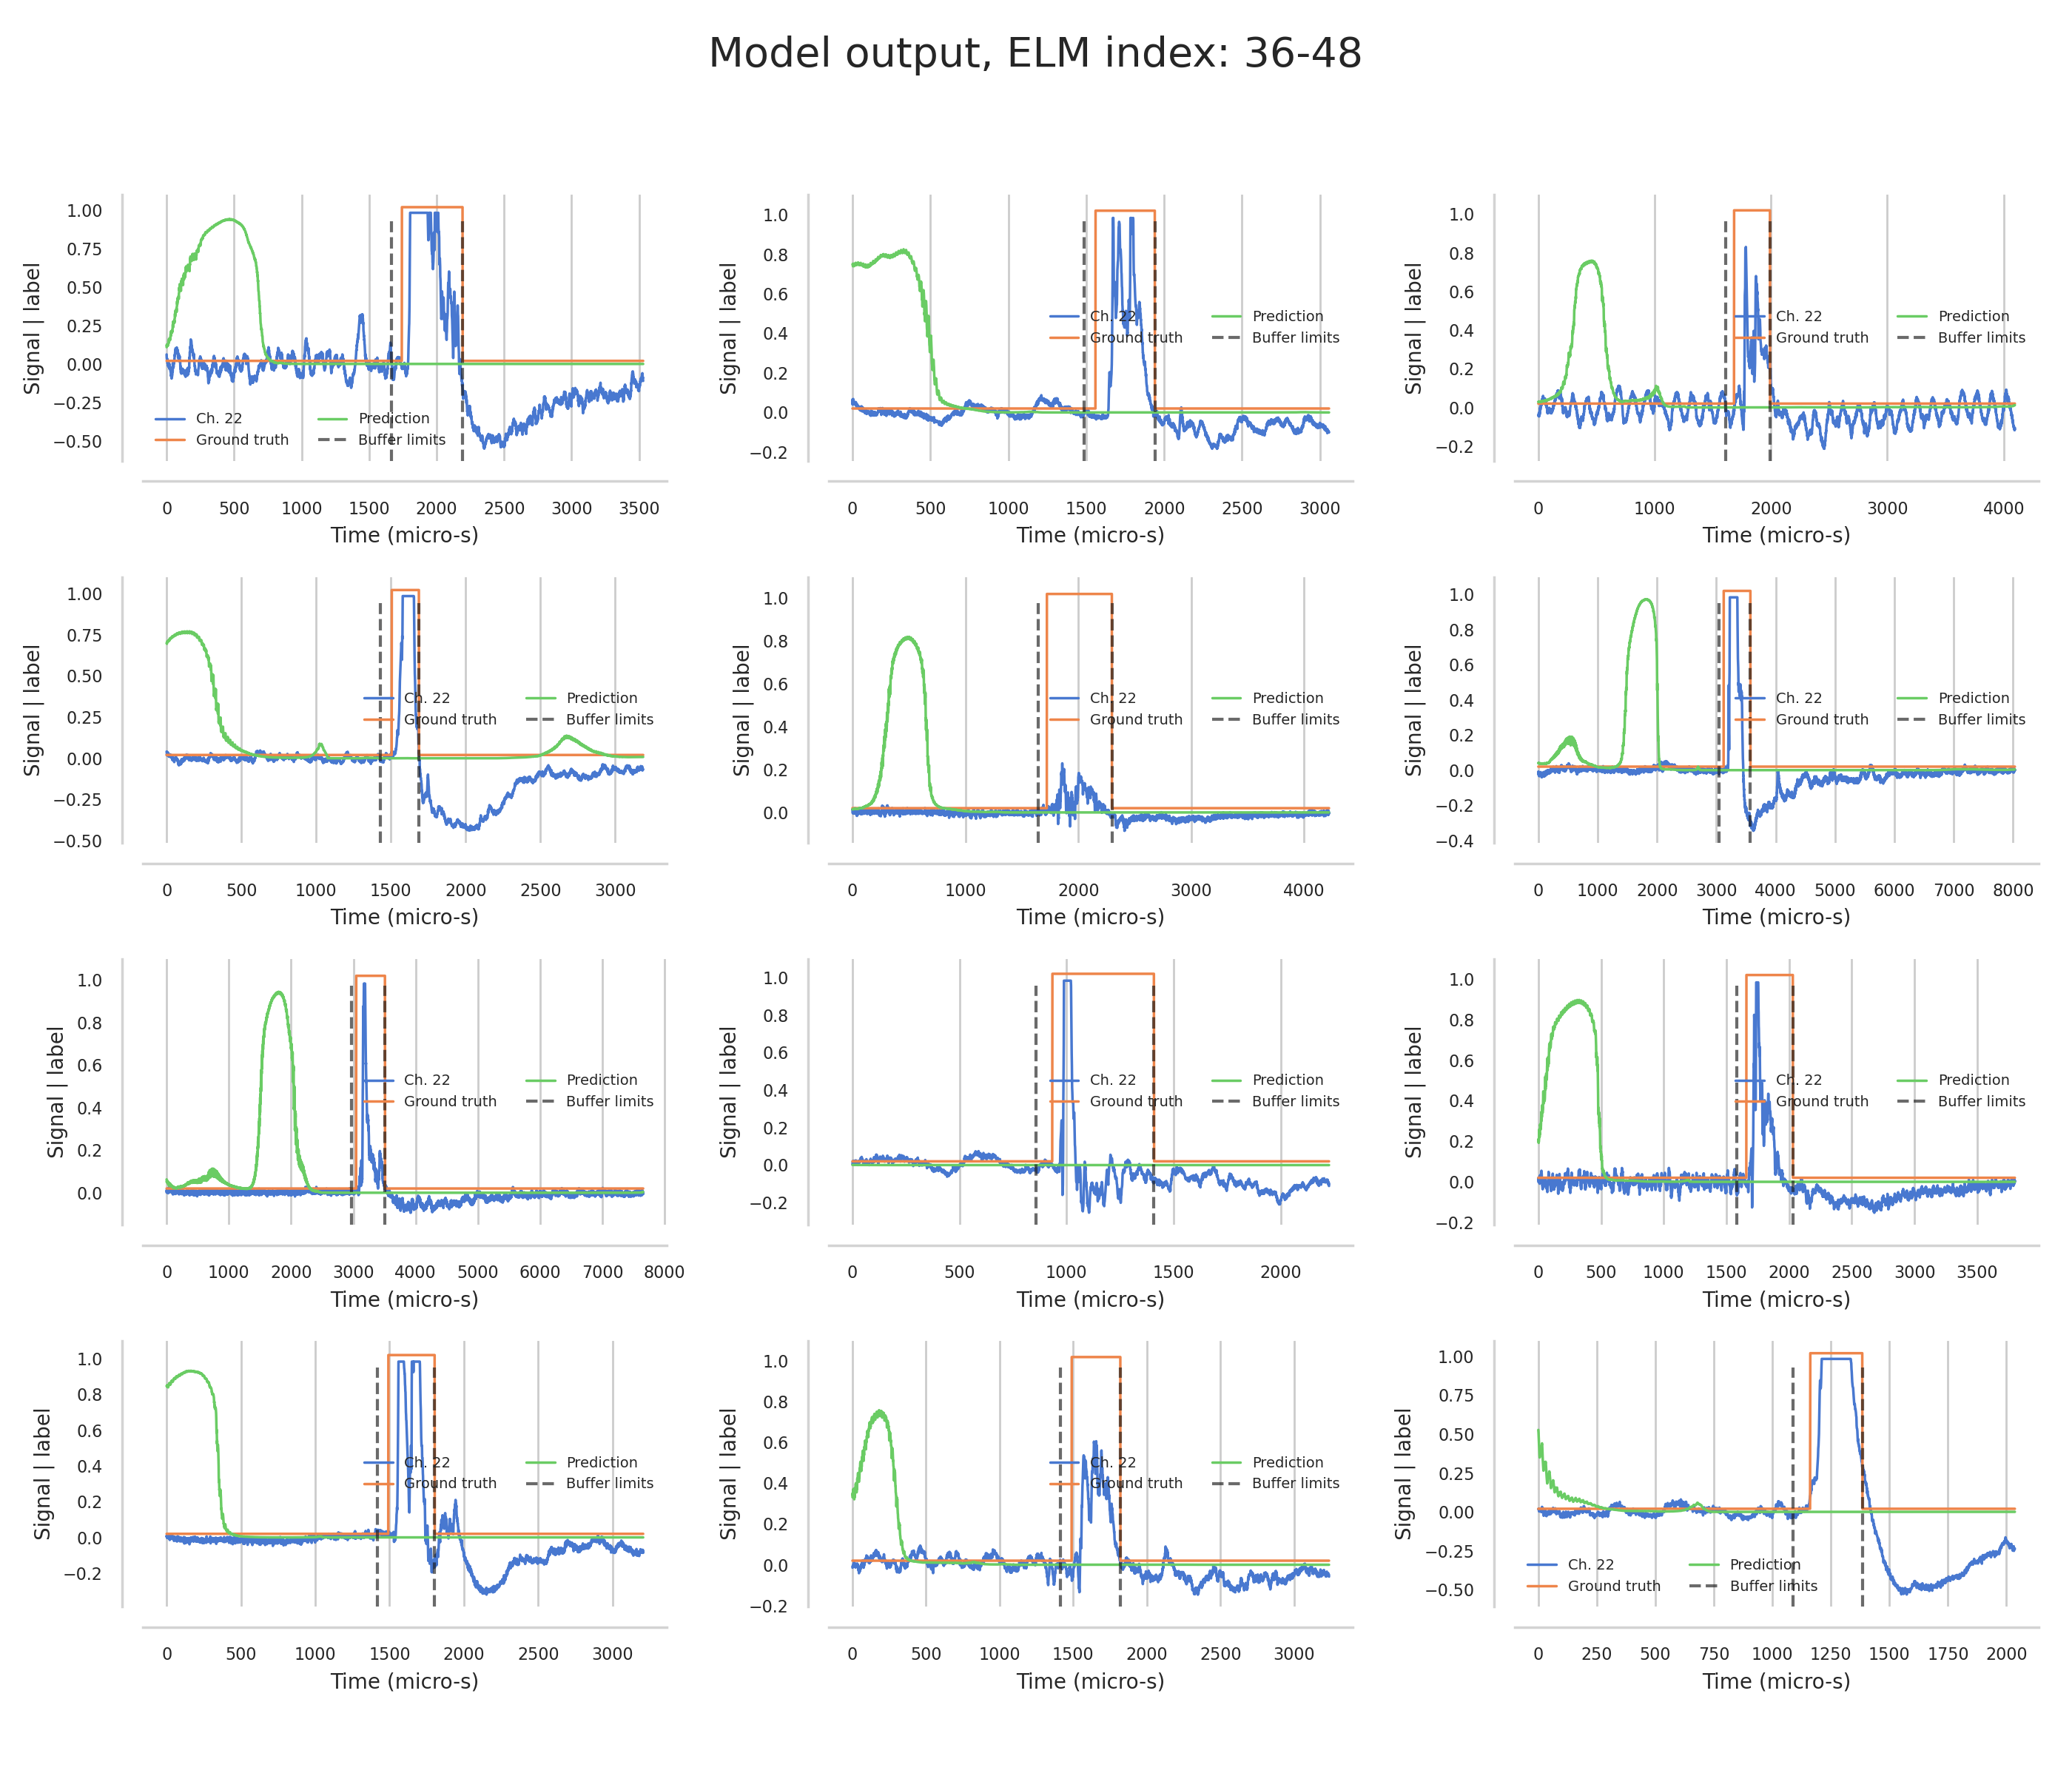 Model output, ELM index: 36-48
1.00
0.75
0.50
0.25
0.00
−0.25
−0.50
Signal | label
Ch. 22
Ground truth
Prediction
Buffer limits
0 500 1000 1500 2000 2500 3000 3500
Time (micro-s)
1.0
0.8
0.6
0.4
0.2
0.0
−0.2
Signal | label
Ch. 22
Ground truth
Prediction
Buffer limits
0 500 1000 1500 2000 2500 3000
Time (micro-s)
1.0
0.8
0.6
0.4
0.2
0.0
−0.2
Signal | label
Ch. 22
Ground truth
Prediction
Buffer limits
0 1000 2000 3000 4000
Time (micro-s)
1.00
0.75
0.50
0.25
0.00
−0.25
−0.50
Signal | label
Ch. 22
Ground truth
Prediction
Buffer limits
0 500 1000 1500 2000 2500 3000
Time (micro-s)
1.0
0.8
0.6
0.4
0.2
0.0
Signal | label
Ch. 22
Ground truth
Prediction
Buffer limits
0 1000 2000 3000 4000
Time (micro-s)
1.0
0.8
0.6
0.4
0.2
0.0
−0.2
−0.4
Signal | label
Ch. 22
Ground truth
Prediction
Buffer limits
0 1000 2000 3000 4000 5000 6000 7000 8000
Time (micro-s)
1.0
0.8
0.6
0.4
0.2
0.0
Signal | label
Ch. 22
Ground truth
Prediction
Buffer limits
0 1000 2000 3000 4000 5000 6000 7000 8000
Time (micro-s)
1.0
0.8
0.6
0.4
0.2
0.0
−0.2
Signal | label
Ch. 22
Ground truth
Prediction
Buffer limits
0 500 1000 1500 2000
Time (micro-s)
1.0
0.8
0.6
0.4
0.2
0.0
−0.2
Signal | label
Ch. 22
Ground truth
Prediction
Buffer limits
0 500 1000 1500 2000 2500 3000 3500
Time (micro-s)
1.0
0.8
0.6
0.4
0.2
0.0
−0.2
Signal | label
Ch. 22
Ground truth
Prediction
Buffer limits
0 500 1000 1500 2000 2500 3000
Time (micro-s)
1.0
0.8
0.6
0.4
0.2
0.0
−0.2
Signal | label
Ch. 22
Ground truth
Prediction
Buffer limits
0 500 1000 1500 2000 2500 3000
Time (micro-s)
1.00
0.75
0.50
0.25
0.00
−0.25
−0.50
Signal | label
Ch. 22
Ground truth
Prediction
Buffer limits
0 250 500 750 1000 1250 1500 1750 2000
Time (micro-s)